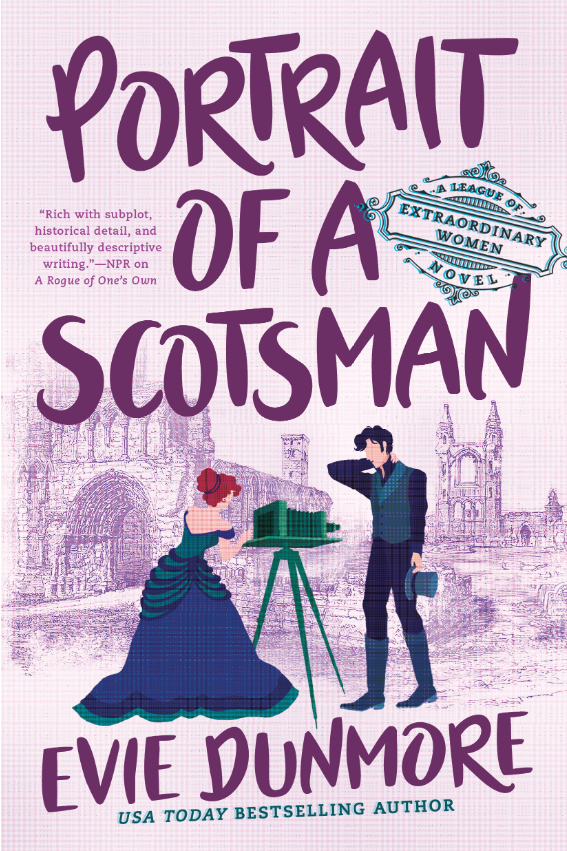 PORTRAIT
OF A
SCOTSMAN
A LEAGUE OF
EXTRAORDINARY
WOMEN
NOVEL
“Rich with subplot,
historical detail, and
beautifully descriptive
writing.”—NPR on
A Rogue of One’s Own
EVIE DUNMORE
USA TODAY BESTSELLING AUTHOR